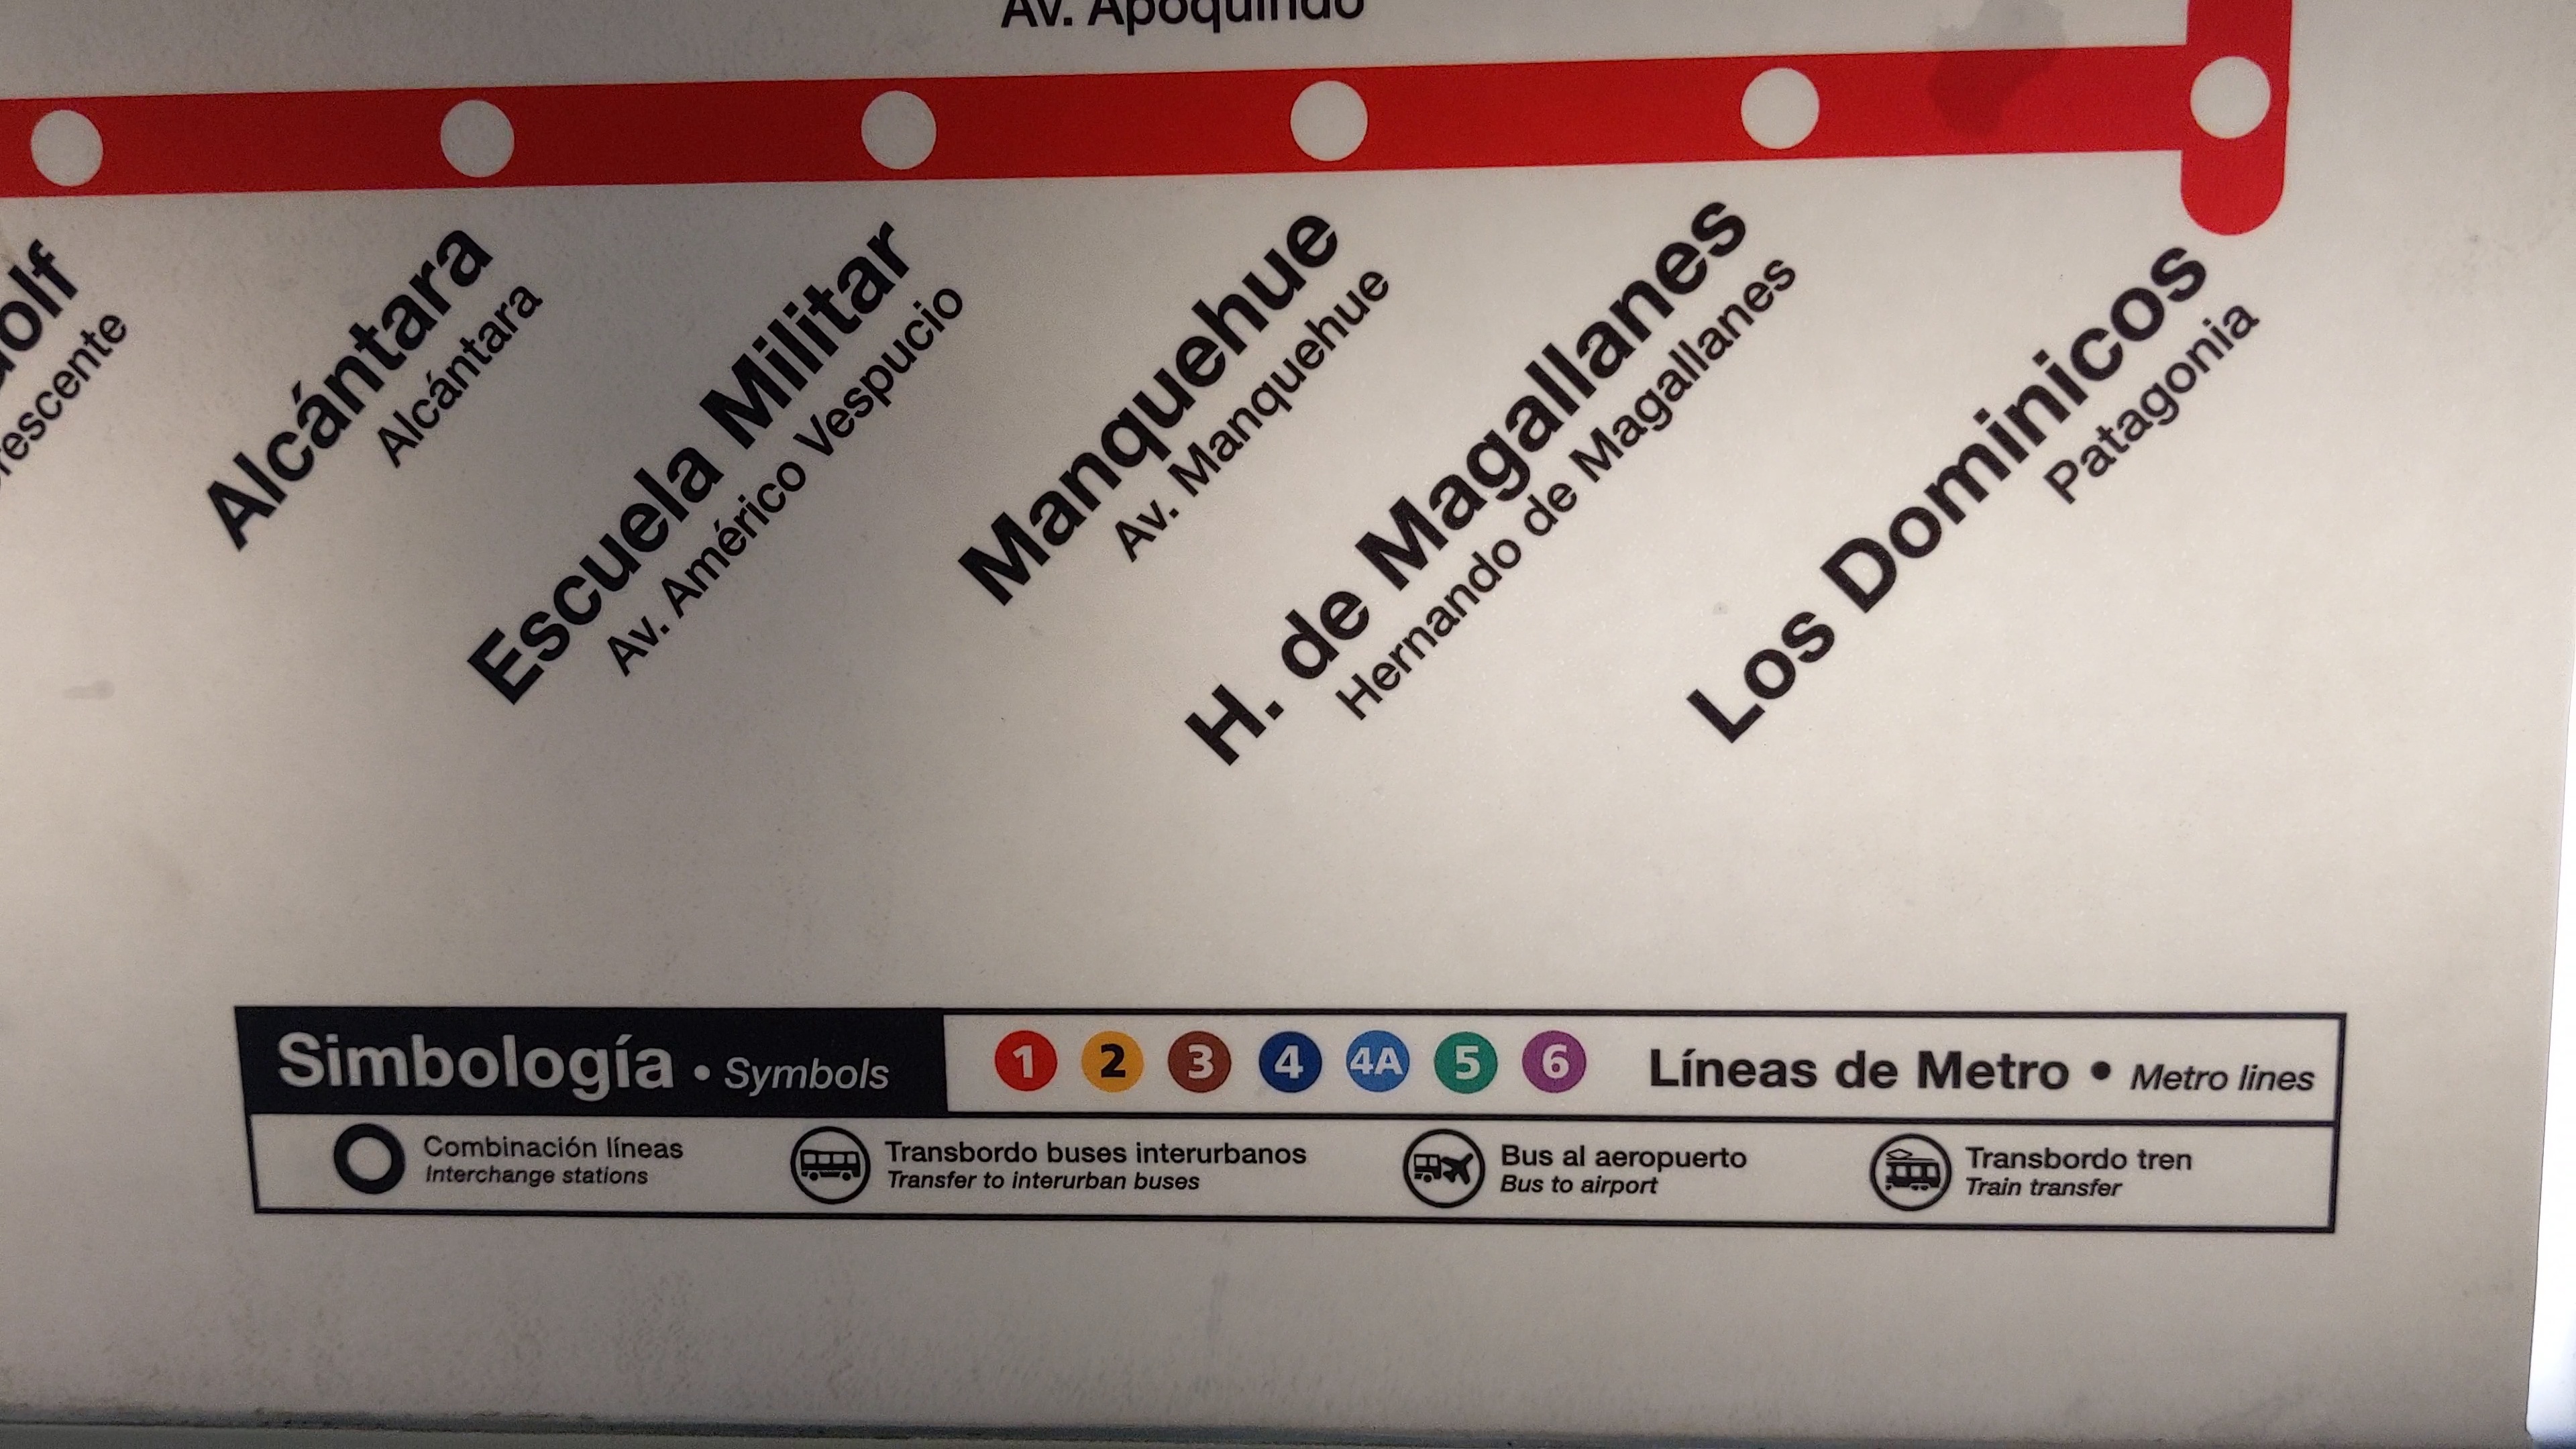 Av. Apoquindo
Alcántara
Alcántara
Escuela Militar
Av. Américo Vespucio
Manquehue
Av. Manquehue
H. de Magallanes
Hernando de Magallanes
Los Dominicos
Patagonia
Simbología • Symbols
1 2 3 4 4A 5 6 Líneas de Metro • Metro lines
Combinación líneas
Interchange stations
Transbordo buses interurbanos
Transfer to interurban buses
Bus al aeropuerto
Bus to airport
Transbordo tren
Train transfer